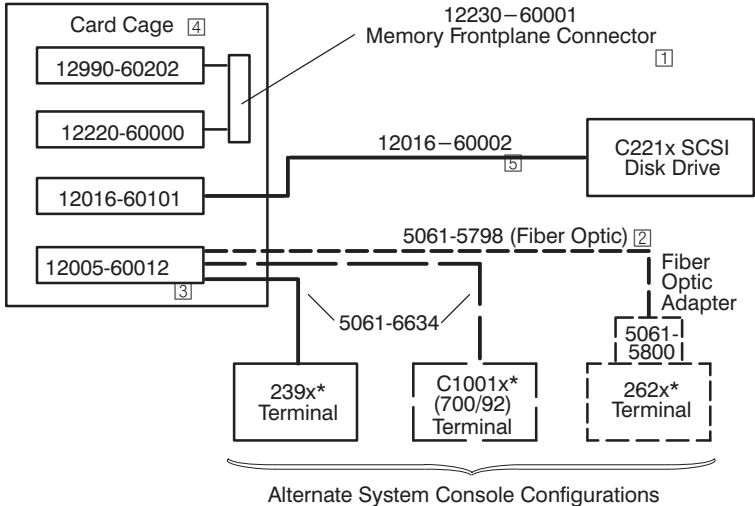 12230–60001
Memory Frontplane Connector
1
Card Cage 4
12990-60202
12220-60000
12016-60101
12005-60012
3
12016–60002
5
C221x SCSI
Disk Drive
5061-5798 (Fiber Optic) 2
Fiber
Optic
Adapter
5061-6634
5061-
5800
239x*
Terminal
C1001x*
(700/92)
Terminal
262x*
Terminal
Alternate System Console Configurations